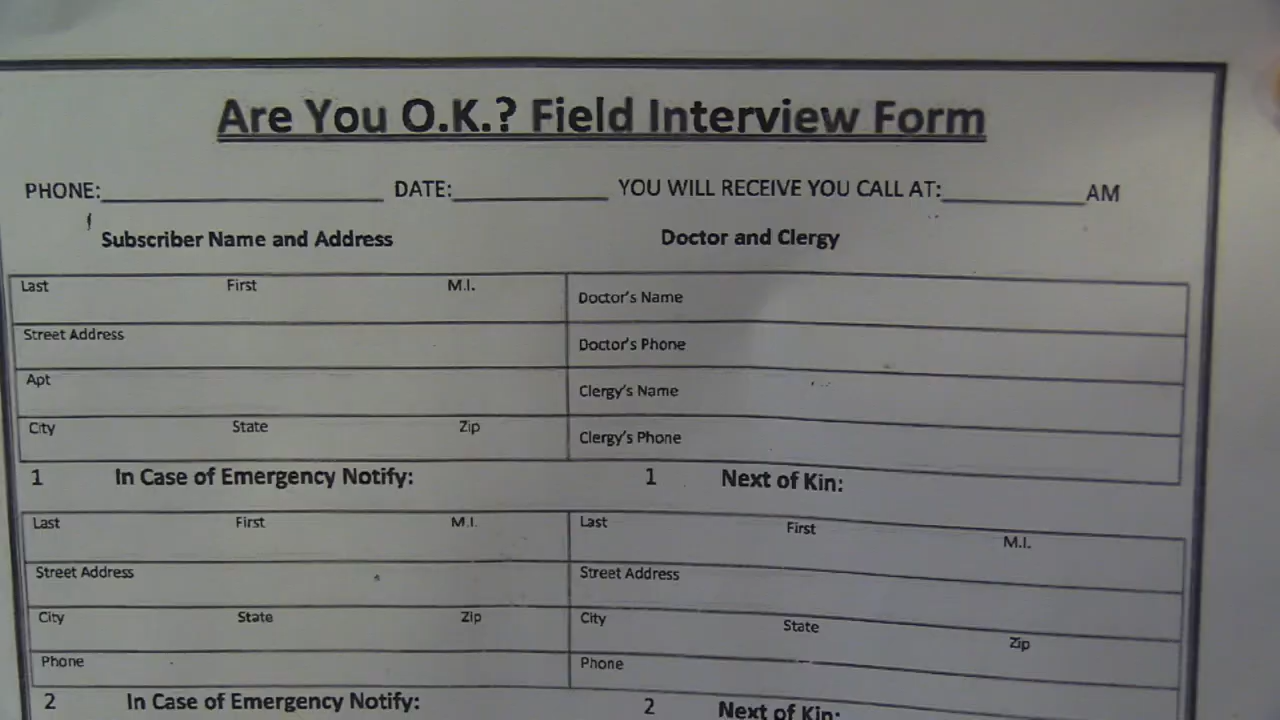 Are You O.K.? Field Interview Form
PHONE:____________ DATE:____________ YOU WILL RECEIVE YOU CALL AT:____________AM
Subscriber Name and Address Doctor and Clergy
Last First M.I. Doctor's Name
Street Address Doctor's Phone
Apt Clergy's Name
City State Zip Clergy's Phone
1 In Case of Emergency Notify: 1 Next of Kin:
Last First M.I. Last First M.I.
Street Address Street Address
City State Zip City State Zip
Phone Phone
2 In Case of Emergency Notify: 2 Next of Kin: